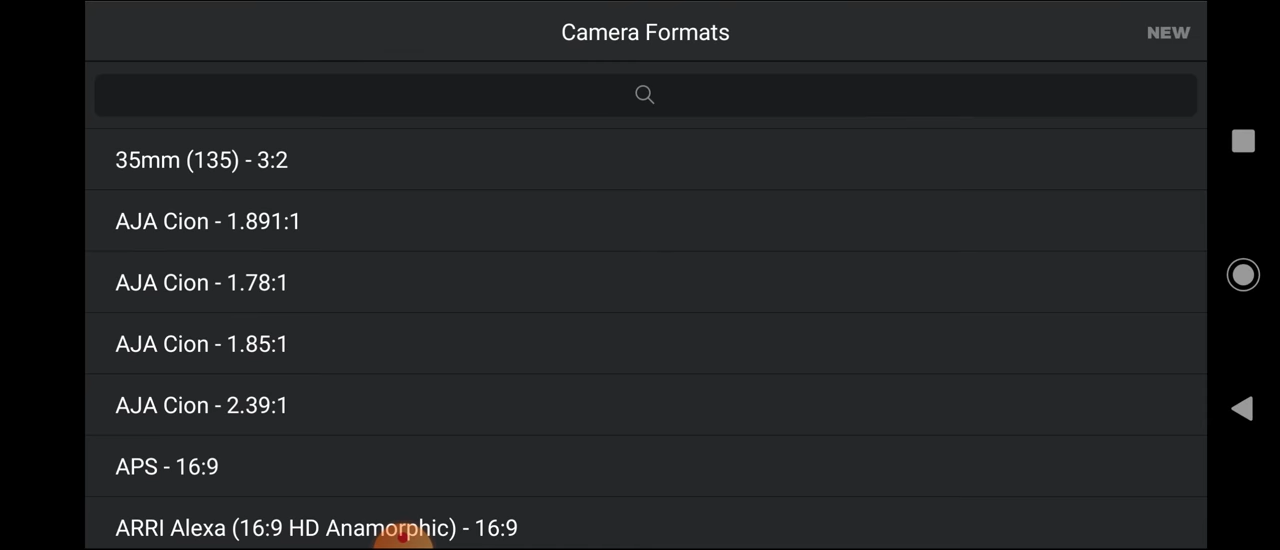 Camera Formats
NEW
35mm (135) - 3:2
AJA Cion - 1.891:1
AJA Cion - 1.78:1
AJA Cion - 1.85:1
AJA Cion - 2.39:1
APS - 16:9
ARRI Alexa (16:9 HD Anamorphic) - 16:9